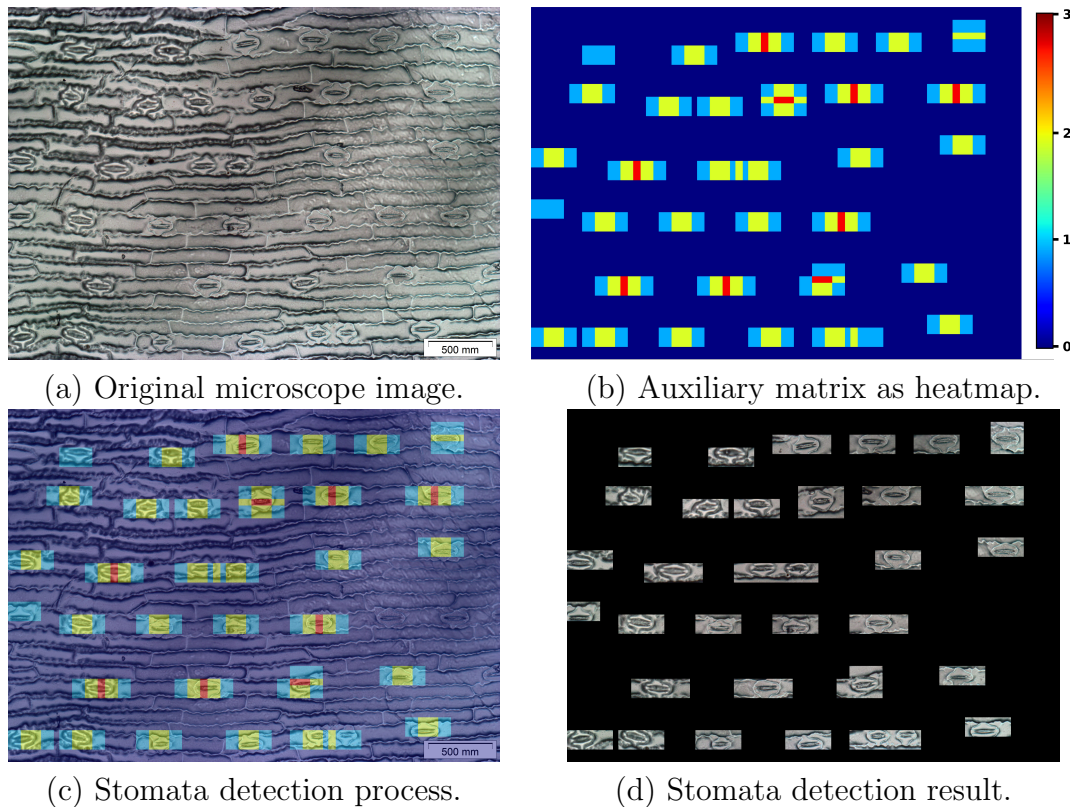 3
2
1
0
500 mm
(a) Original microscope image.
(b) Auxiliary matrix as heatmap.
500 mm
(c) Stomata detection process.
(d) Stomata detection result.